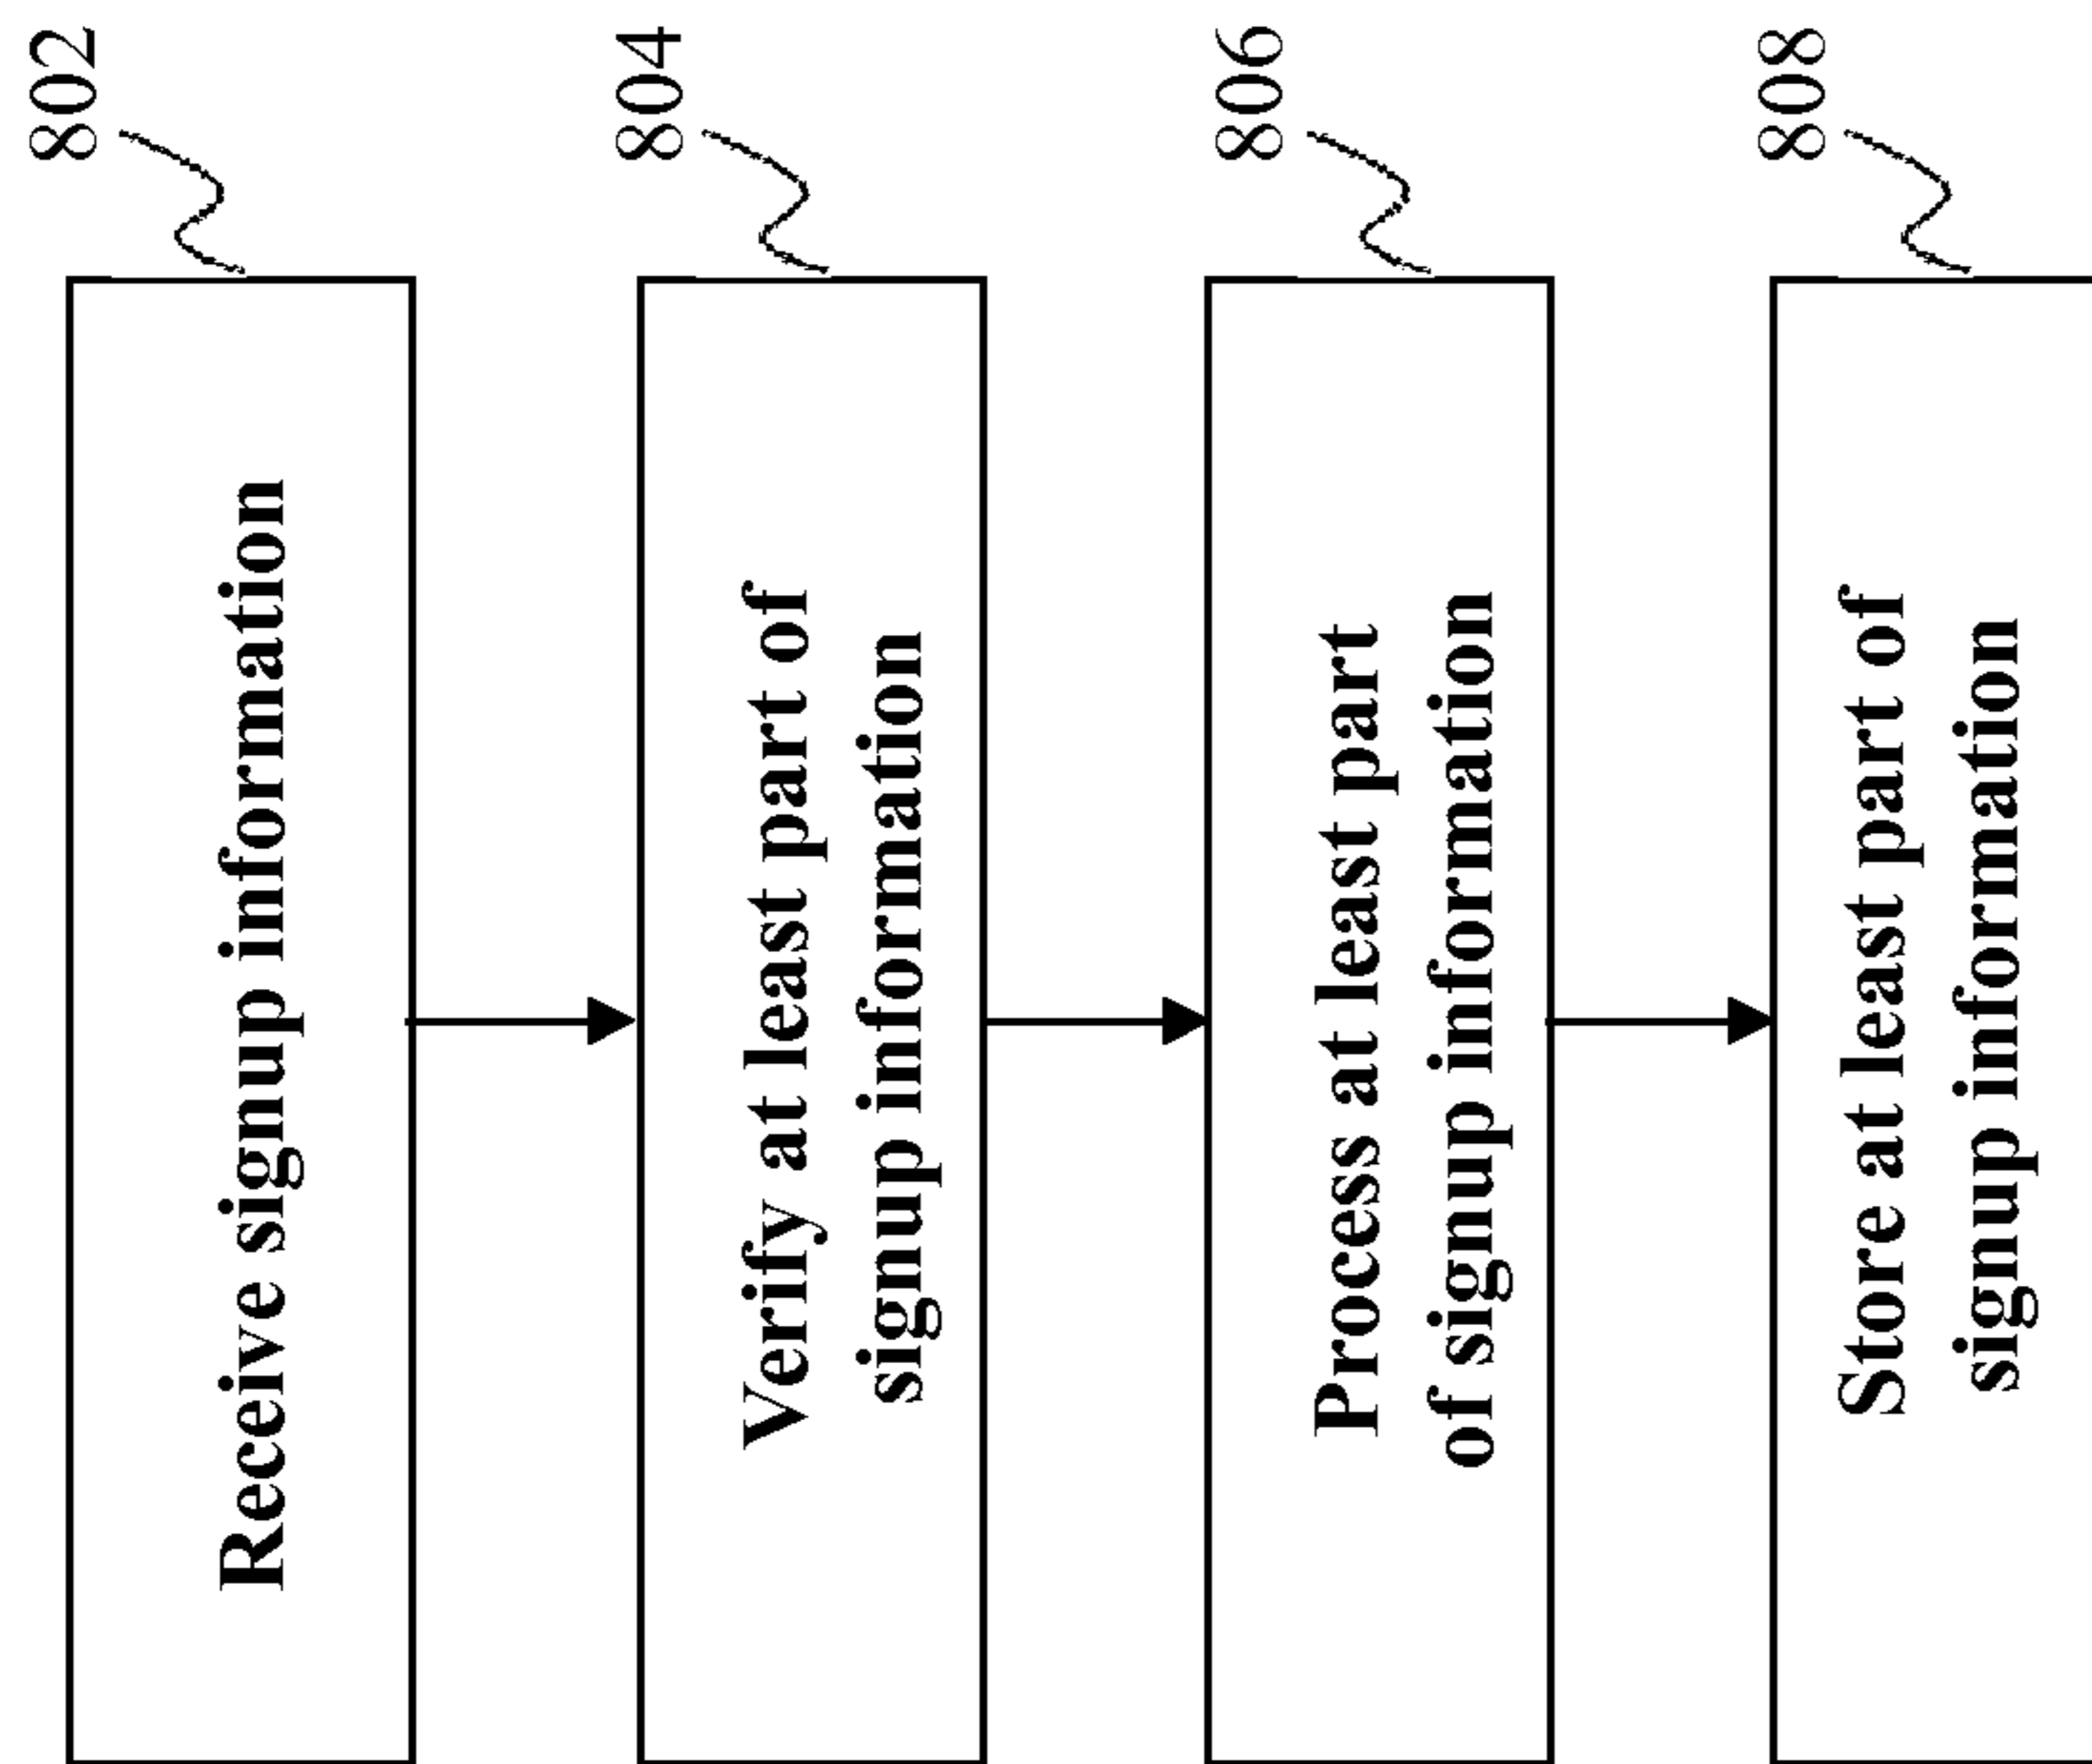 802
Receive signup information
804
Verify at least part of
signup information
806
Process at least part
of signup information
808
Store at least part of
signup information